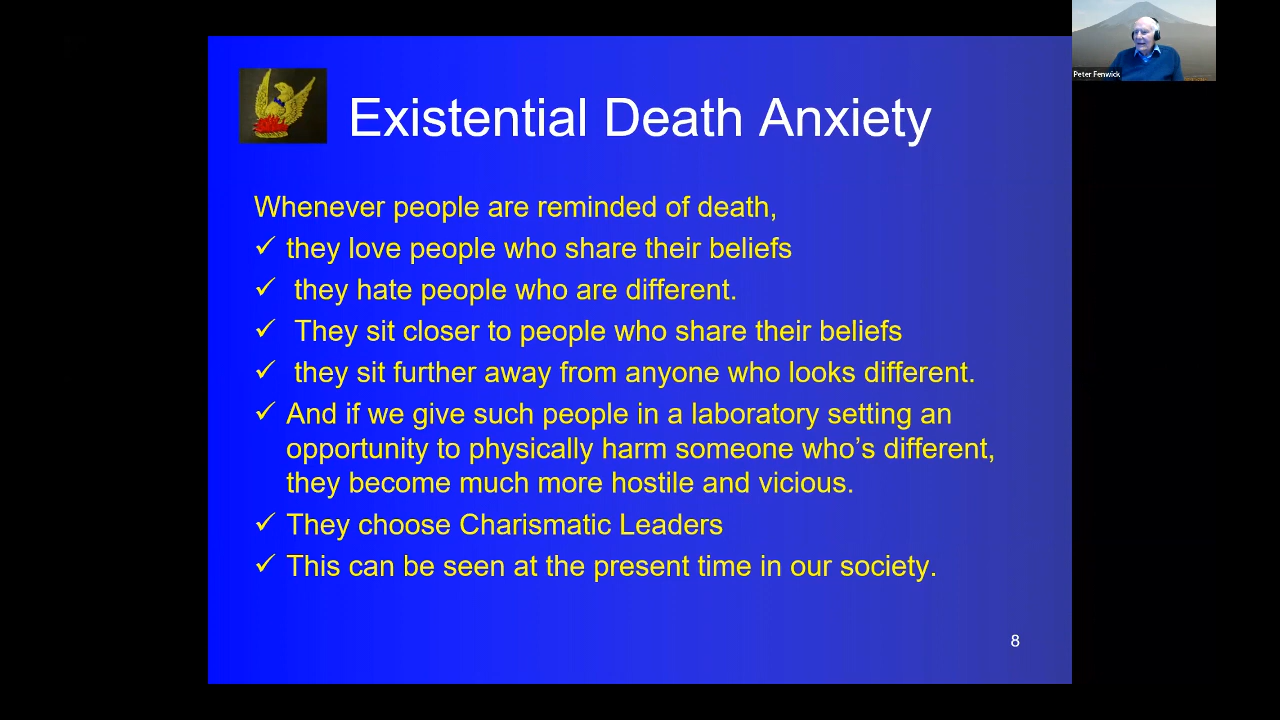 Peter Fenwick
Existential Death Anxiety
Whenever people are reminded of death,
✓ they love people who share their beliefs
✓ they hate people who are different.
✓ They sit closer to people who share their beliefs
✓ they sit further away from anyone who looks different.
✓ And if we give such people in a laboratory setting an
opportunity to physically harm someone who’s different,
they become much more hostile and vicious.
✓ They choose Charismatic Leaders
✓ This can be seen at the present time in our society.
8